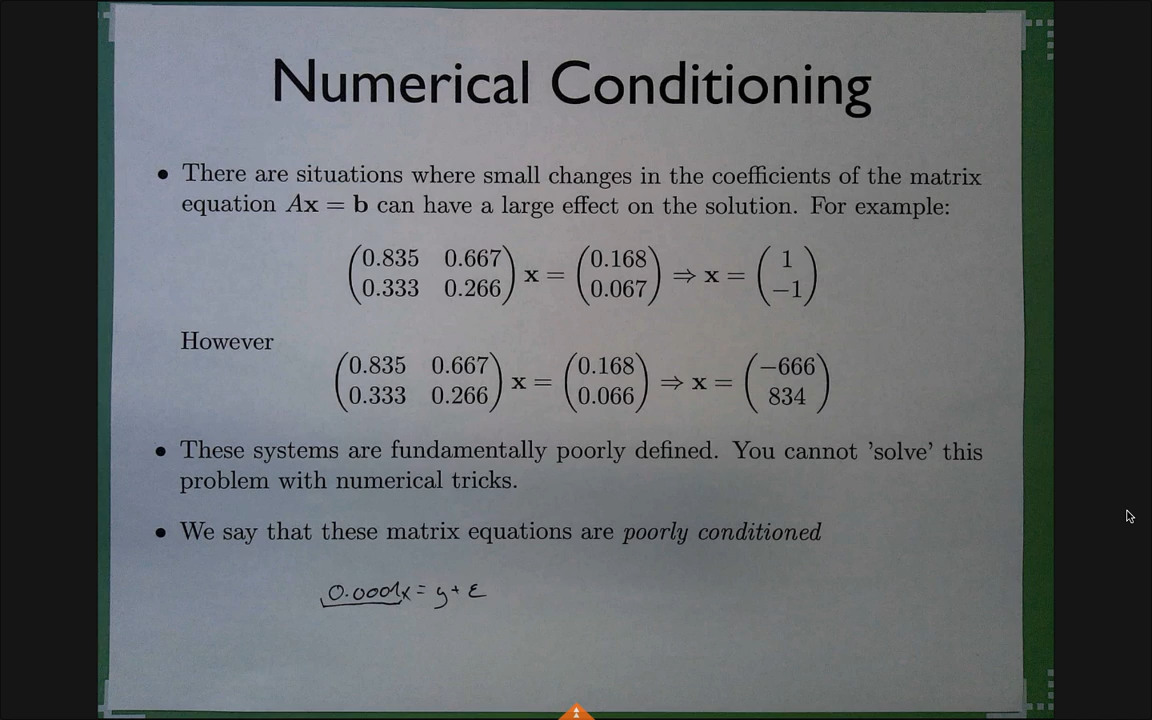 Numerical Conditioning
• There are situations where small changes in the coefficients of the matrix
equation Ax = b can have a large effect on the solution. For example:
(0.835 0.667
0.333 0.266) x = (0.168
0.067) ⇒ x = (1
−1)
However
(0.835 0.667
0.333 0.266) x = (0.168
0.066) ⇒ x = (−666
834)
• These systems are fundamentally poorly defined. You cannot 'solve' this
problem with numerical tricks.
• We say that these matrix equations are poorly conditioned
0.0001x = y + ε